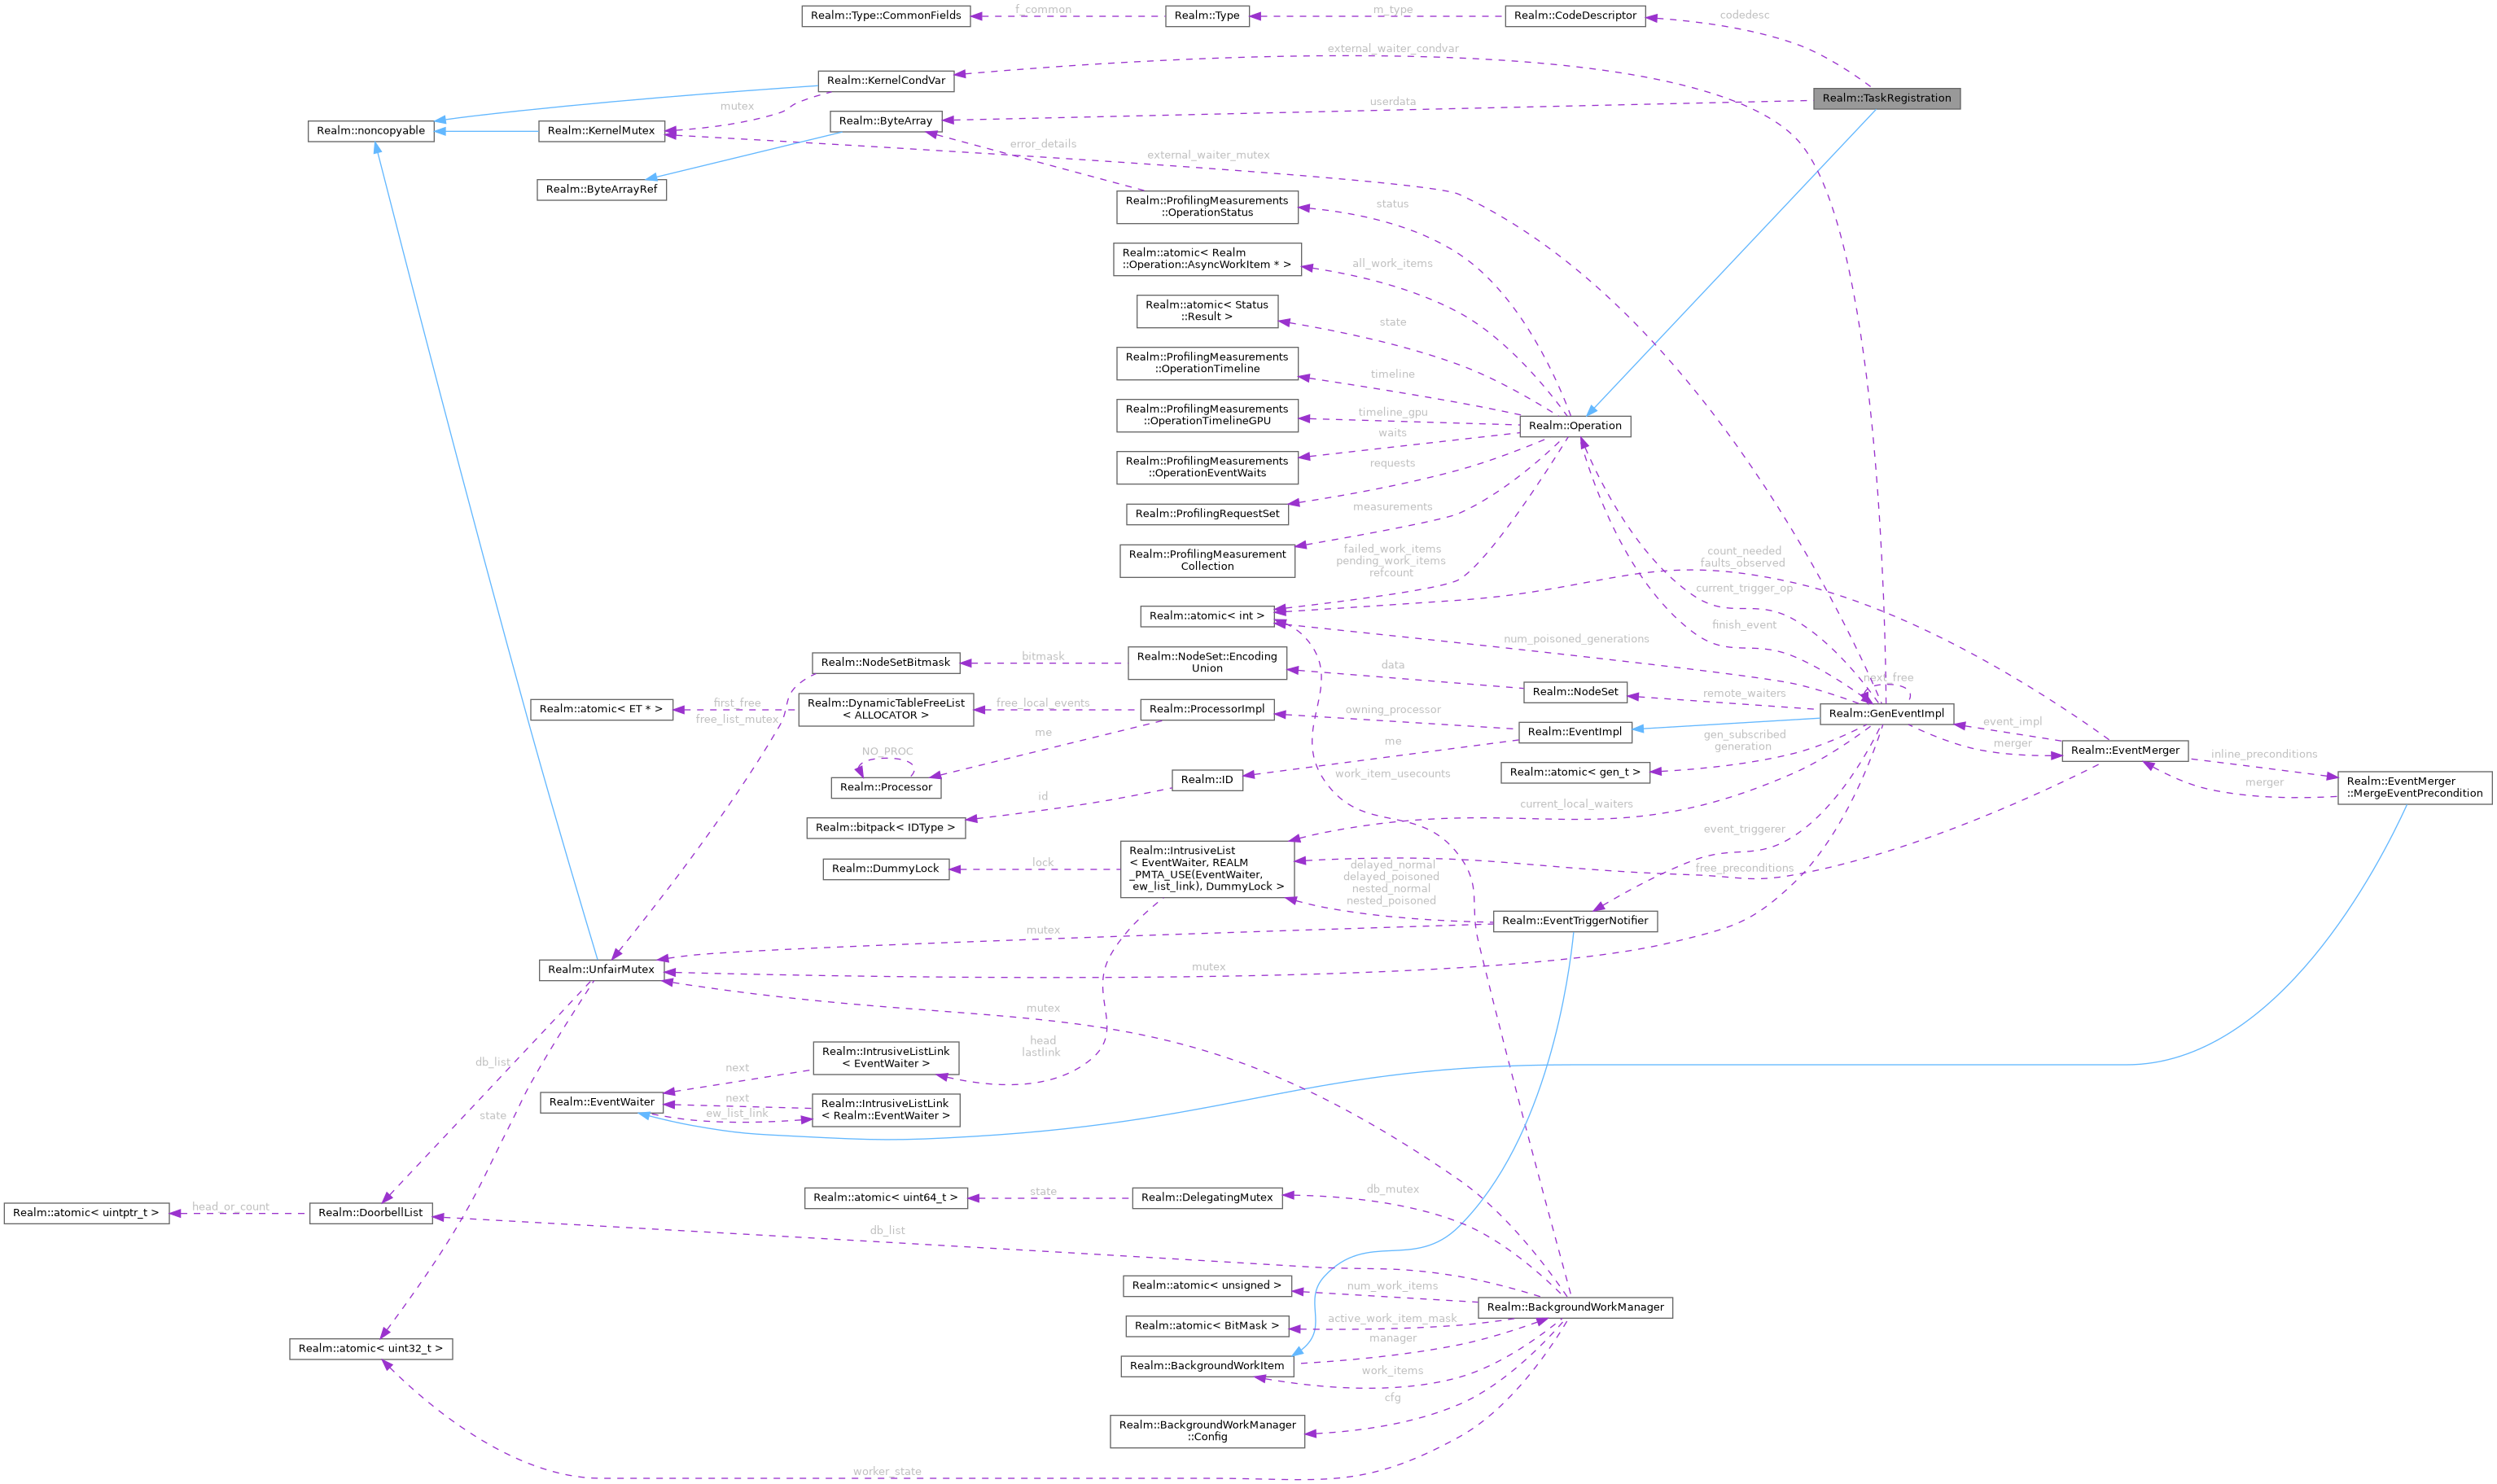 Realm::Type::CommonFields
f_common
Realm::Type
m_type
Realm::CodeDescriptor
codedesc
external_waiter_condvar
Realm::KernelCondVar
mutex
userdata
Realm::TaskRegistration
Realm::noncopyable
Realm::KernelMutex
Realm::ByteArray
error_details
external_waiter_mutex
Realm::ByteArrayRef
Realm::ProfilingMeasurements
::OperationStatus
status
Realm::atomic< Realm
::Operation::AsyncWorkItem * >
all_work_items
Realm::atomic< Status
::Result >
state
Realm::ProfilingMeasurements
::OperationTimeline
timeline
Realm::ProfilingMeasurements
::OperationTimelineGPU
timeline_gpu
Realm::Operation
waits
Realm::ProfilingMeasurements
::OperationEventWaits
requests
Realm::ProfilingRequestSet
measurements
Realm::ProfilingMeasurement
Collection
failed_work_items
pending_work_items
refcount
count_needed
faults_observed
current_trigger_op
Realm::atomic< int >
finish_event
num_poisoned_generations
Realm::NodeSetBitmask
bitmask
Realm::NodeSet::Encoding
Union
data
Realm::NodeSet
remote_waiters
next_free
Realm::atomic< ET * >
first_free
free_list_mutex
Realm::DynamicTableFreeList
< ALLOCATOR >
free_local_events
Realm::ProcessorImpl
owning_processor
Realm::EventImpl
Realm::GenEventImpl
event_impl
merger
me
NO_PROC
Realm::Processor
me
Realm::ID
gen_subscribed
generation
Realm::atomic< gen_t >
Realm::EventMerger
inline_preconditions
merger
Realm::EventMerger
::MergeEventPrecondition
work_item_usecounts
id
Realm::bitpack< IDType >
current_local_waiters
event_triggerer
Realm::DummyLock
lock
Realm::IntrusiveList
< EventWaiter, REALM
_PMTA_USE(EventWaiter,
ew_list_link), DummyLock >
delayed_normal
delayed_poisoned
nested_normal
nested_poisoned
free_preconditions
Realm::EventTriggerNotifier
mutex
Realm::UnfairMutex
mutex
mutex
head
lastlink
db_list
state
Realm::IntrusiveListLink
< EventWaiter >
next
Realm::EventWaiter
next
ew_list_link
Realm::IntrusiveListLink
< Realm::EventWaiter >
Realm::atomic< uint64_t >
state
Realm::DelegatingMutex
db_mutex
Realm::atomic< uintptr_t >
head_or_count
Realm::DoorbellList
db_list
Realm::atomic< unsigned >
num_work_items
Realm::BackgroundWorkManager
Realm::atomic< BitMask >
active_work_item_mask
manager
Realm::atomic< uint32_t >
Realm::BackgroundWorkItem
work_items
cfg
Realm::BackgroundWorkManager
::Config
worker_state